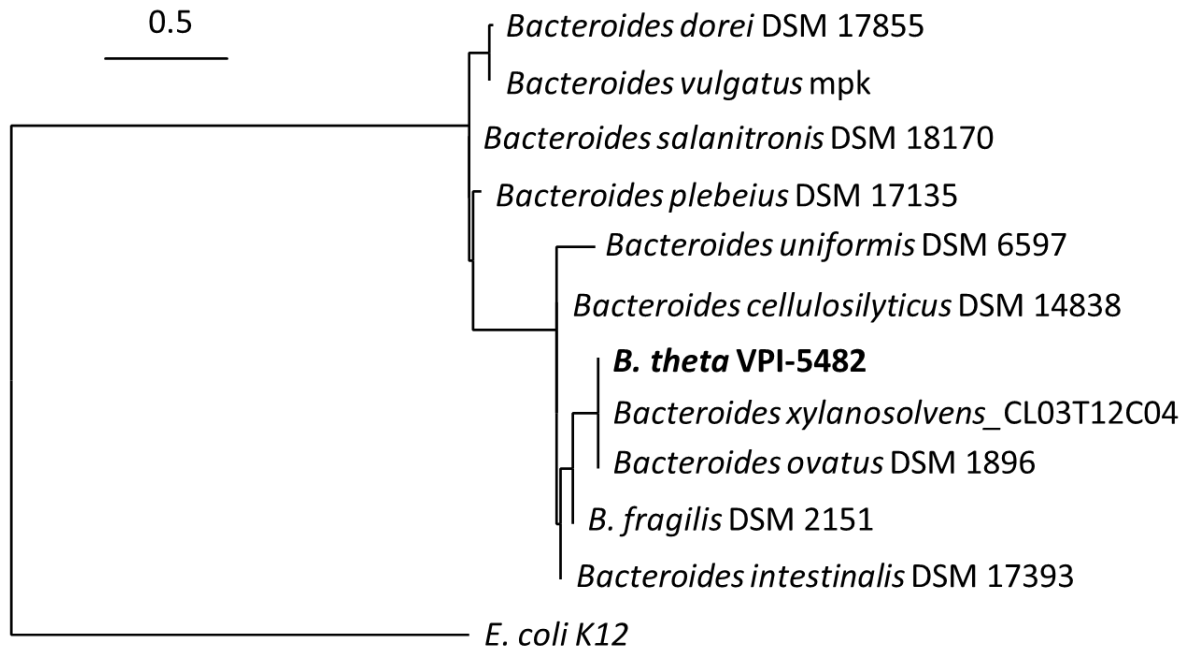 0.5
Bacteroides dorei DSM 17855
Bacteroides vulgatus mpk
Bacteroides salanitronis DSM 18170
Bacteroides plebeius DSM 17135
Bacteroides uniformis DSM 6597
Bacteroides cellulosilyticus DSM 14838
B. theta VPI-5482
Bacteroides xylanosolvens_CL03T12C04
Bacteroides ovatus DSM 1896
B. fragilis DSM 2151
Bacteroides intestinalis DSM 17393
E. coli K12